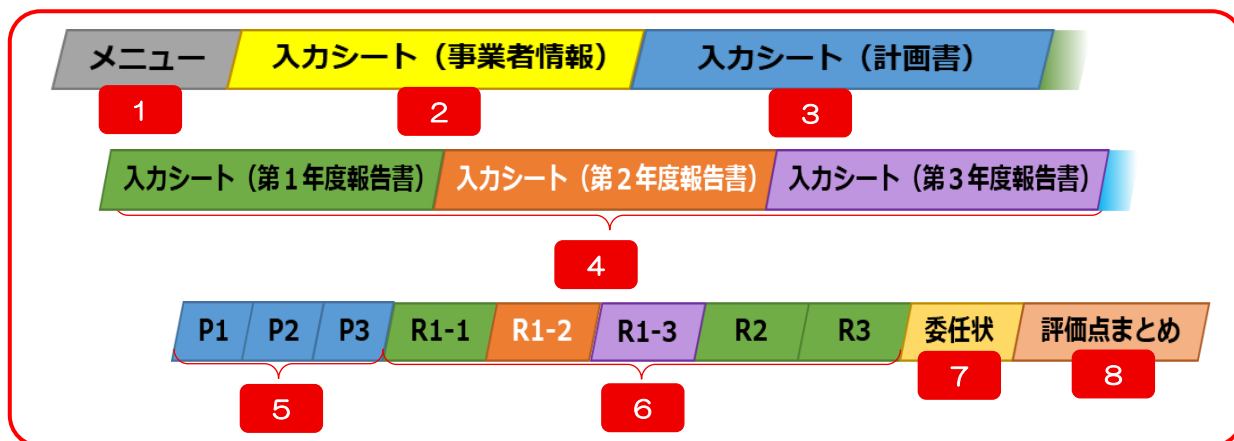 メニュー 入力シート（事業者情報） 入力シート（計画書）
1 2 3
入力シート（第１年度報告書） 入力シート（第２年度報告書） 入力シート（第３年度報告書）
4
P1 P2 P3 R1-1 R1-2 R1-3 R2 R3 委任状 評価点まとめ
5 6 7 8